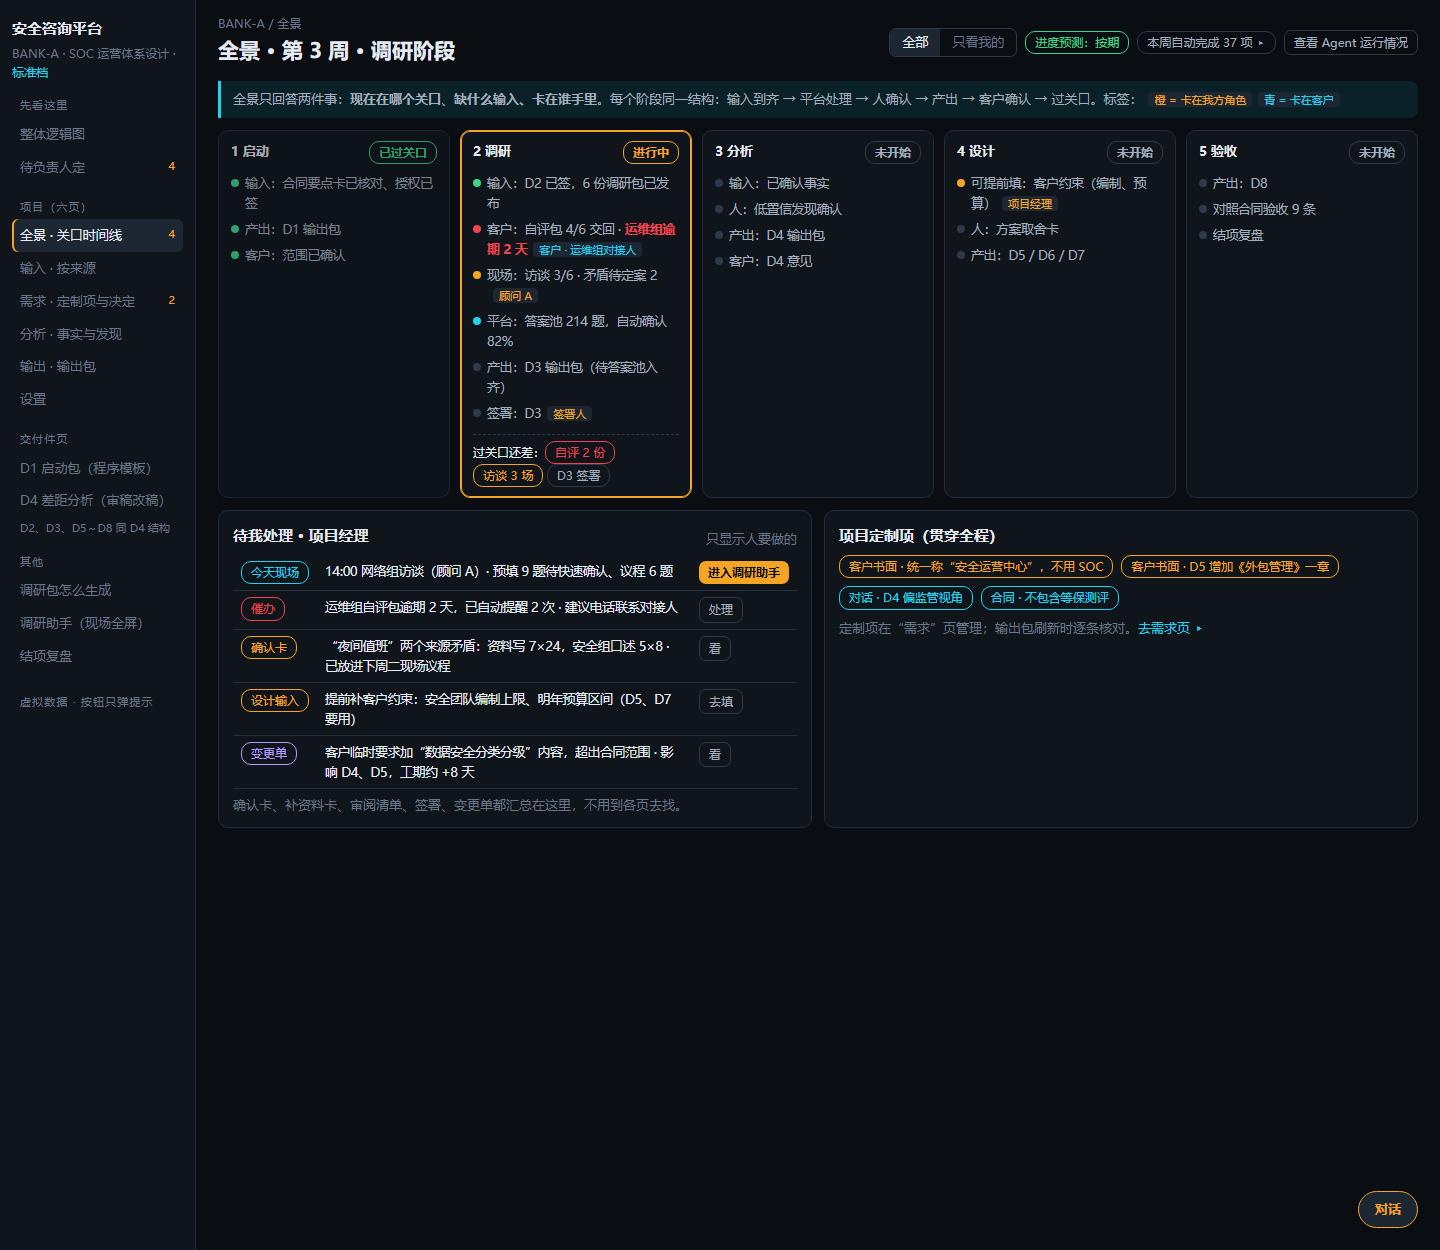 安全咨询平台
BANK-A · SOC 运营体系设计 ·
标准档
先看这里
整体逻辑图
待负责人定 4
项目（六页）
全景 · 关口时间线 4
输入 · 按来源
需求 · 定制项与决定 2
分析 · 事实与发现
输出 · 输出包
设置
交付件页
D1 启动包（程序模板）
D4 差距分析（审稿改稿）
D2、D3、D5～D8 同 D4 结构
其他
调研包怎么生成
调研助手（现场全屏）
结项复盘
虚拟数据 · 按钮只弹提示
BANK-A / 全景
全景 • 第 3 周 • 调研阶段
全部 只看我的 进度预测：按期 本周自动完成 37 项 ▸ 查看 Agent 运行情况
全景只回答两件事：现在在哪个关口、缺什么输入、卡在谁手里。每个阶段同一结构：输入到齐 → 平台处理 → 人确认 → 产出 → 客户确认 → 过关口。标签： 橙 = 卡在我方角色 青 = 卡在客户
1 启动 已过关口
输入：合同要点卡已核对、授权已
签
产出：D1 输出包
客户：范围已确认
2 调研 进行中
输入：D2 已签，6 份调研包已发
布
客户：自评包 4/6 交回 · 运维组逾
期 2 天 客户 · 运维组对接人
现场：访谈 3/6 · 矛盾待定案 2
顾问 A
平台：答案池 214 题，自动确认
82%
产出：D3 输出包（待答案池入
齐）
签署：D3 签署人
过关口还差： 自评 2 份
访谈 3 场 D3 签署
3 分析 未开始
输入：已确认事实
人：低置信发现确认
产出：D4 输出包
客户：D4 意见
4 设计 未开始
可提前填：客户约束（编制、预
算） 项目经理
人：方案取舍卡
产出：D5 / D6 / D7
5 验收 未开始
产出：D8
对照合同验收 9 条
结项复盘
待我处理 • 项目经理 只显示人要做的
今天现场 14:00 网络组访谈（顾问 A）· 预填 9 题待快速确认、议程 6 题 进入调研助手
催办 运维组自评包逾期 2 天，已自动提醒 2 次 · 建议电话联系对接人 处理
确认卡 “夜间值班”两个来源矛盾：资料写 7×24，安全组口述 5×8 · 看
已放进下周二现场议程
设计输入 提前补客户约束：安全团队编制上限、明年预算区间（D5、D7 去填
要用）
变更单 客户临时要求加“数据安全分类分级”内容，超出合同范围 · 影 看
响 D4、D5，工期约 +8 天
确认卡、补资料卡、审阅清单、签署、变更单都汇总在这里，不用到各页去找。
项目定制项（贯穿全程）
客户书面 · 统一称“安全运营中心”，不用 SOC 客户书面 · D5 增加《外包管理》一章
对话 · D4 偏监管视角 合同 · 不包含等保测评
定制项在“需求”页管理；输出包刷新时逐条核对。去需求页 ▸
对话